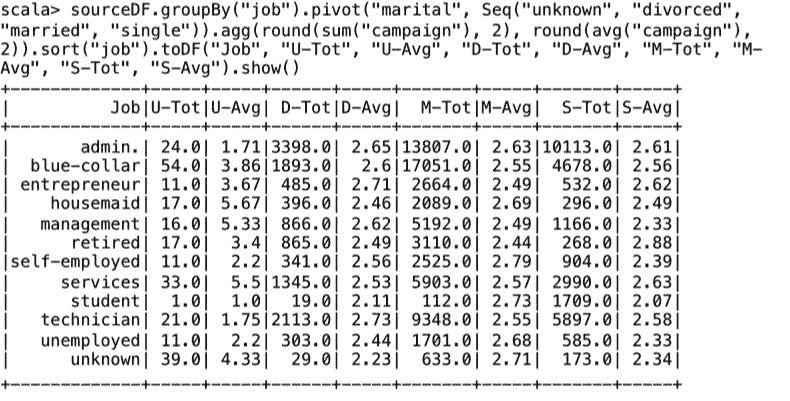 scala> sourceDF.groupBy("job").pivot("marital", Seq("unknown", "divorced",
"married", "single")).agg(round(sum("campaign"), 2), round(avg("campaign"),
2)).sort("job").toDF("Job", "U-Tot", "U-Avg", "D-Tot", "D-Avg", "M-Tot", "M-
Avg", "S-Tot", "S-Avg").show()
+-------------+-----+-----+------+-----+-------+-----+-------+-----+
|          Job|U-Tot|U-Avg| D-Tot|D-Avg|  M-Tot|M-Avg|  S-Tot|S-Avg|
+-------------+-----+-----+------+-----+-------+-----+-------+-----+
|       admin.| 24.0| 1.71|3398.0| 2.65|13807.0| 2.63|10113.0| 2.61|
|  blue-collar| 54.0| 3.86|1893.0|  2.6|17051.0| 2.55| 4678.0| 2.56|
| entrepreneur| 11.0| 3.67| 485.0| 2.71| 2664.0| 2.49|  532.0| 2.62|
|    housemaid| 17.0| 5.67| 396.0| 2.46| 2089.0| 2.69|  296.0| 2.49|
|   management| 16.0| 5.33| 866.0| 2.62| 5192.0| 2.49| 1166.0| 2.33|
|      retired| 17.0|  3.4| 865.0| 2.49| 3110.0| 2.44|  268.0| 2.88|
|self-employed| 11.0|  2.2| 341.0| 2.56| 2525.0| 2.79|  904.0| 2.39|
|     services| 33.0|  5.5|1345.0| 2.53| 5903.0| 2.57| 2990.0| 2.63|
|      student|  1.0|  1.0|  19.0| 2.11|  112.0| 2.73| 1709.0| 2.07|
|   technician| 21.0| 1.75|2113.0| 2.73| 9348.0| 2.55| 5897.0| 2.58|
|   unemployed| 11.0|  2.2| 303.0| 2.44| 1701.0| 2.68|  585.0| 2.33|
|      unknown| 39.0| 4.33|  29.0| 2.23|  633.0| 2.71|  173.0| 2.34|
+-------------+-----+-----+------+-----+-------+-----+-------+-----+